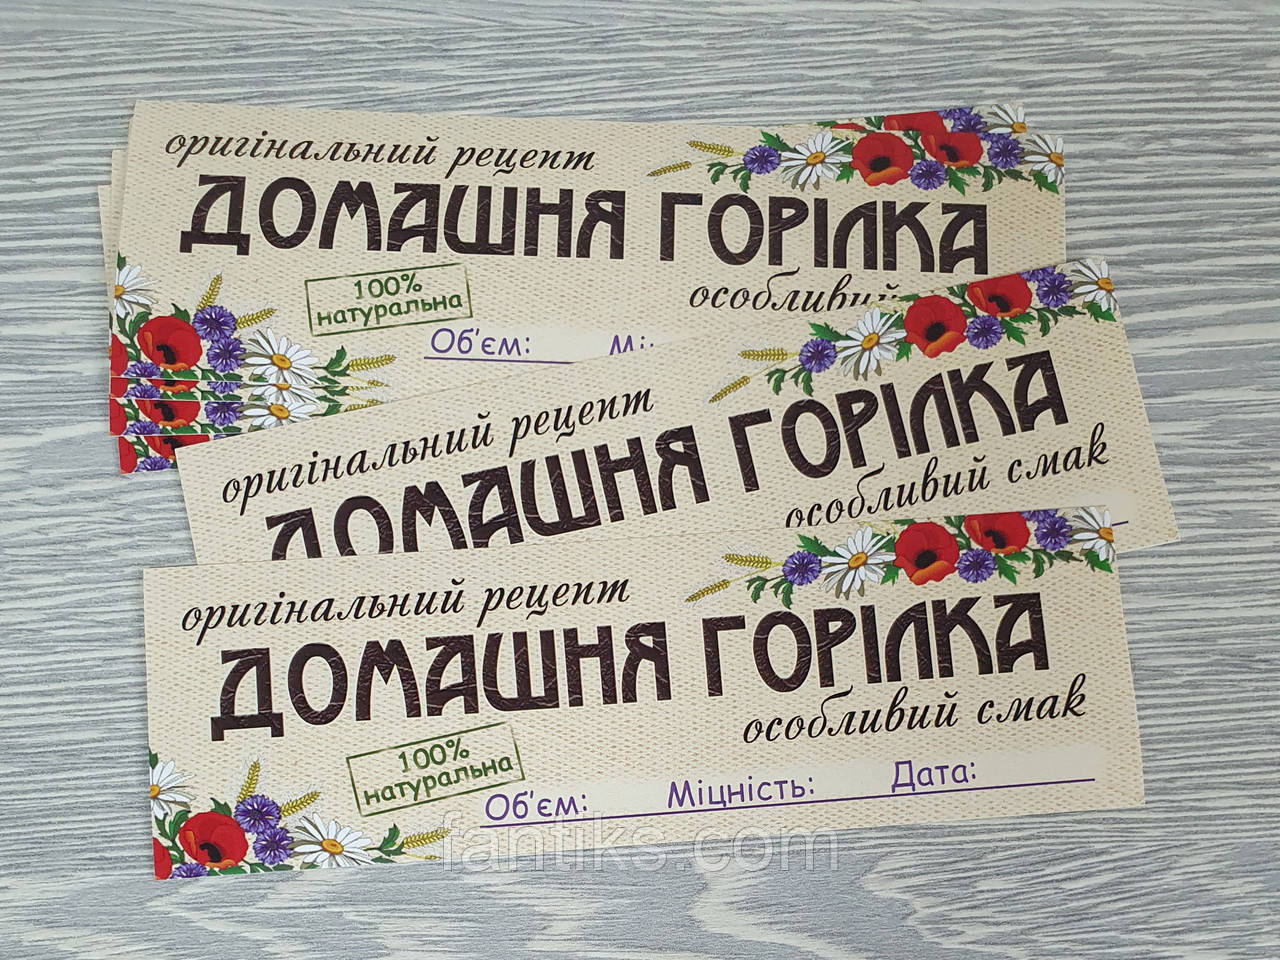 оригінальний рецепт
ДОМАШНЯ ГОРІЛКА
особливий
100%
натуральна
Об'єм:
оригінальний рецепт
ДОМАШНЯ ГОРІЛКА
особливий смак
оригінальний рецепт
ДОМАШНЯ ГОРІЛКА
особливий смак
100%
натуральна
Об'єм: Міцність: Дата:
fantiks.com